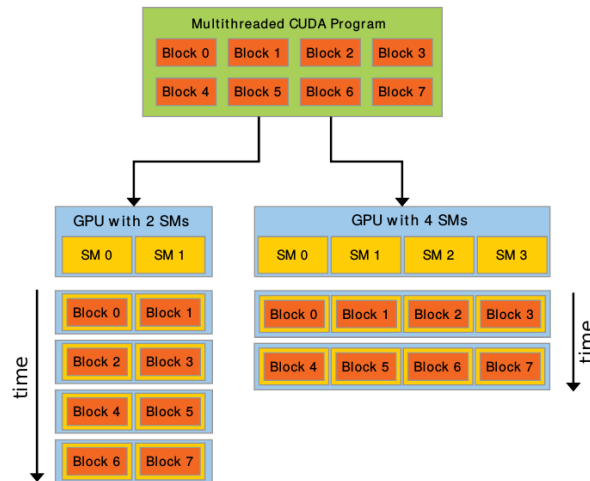 Multithreaded CUDA Program
Block 0 Block 1 Block 2 Block 3
Block 4 Block 5 Block 6 Block 7
GPU with 2 SMs
SM 0 SM 1
time
Block 0 Block 1
Block 2 Block 3
Block 4 Block 5
Block 6 Block 7
GPU with 4 SMs
SM 0 SM 1 SM 2 SM 3
Block 0 Block 1 Block 2 Block 3
Block 4 Block 5 Block 6 Block 7
time